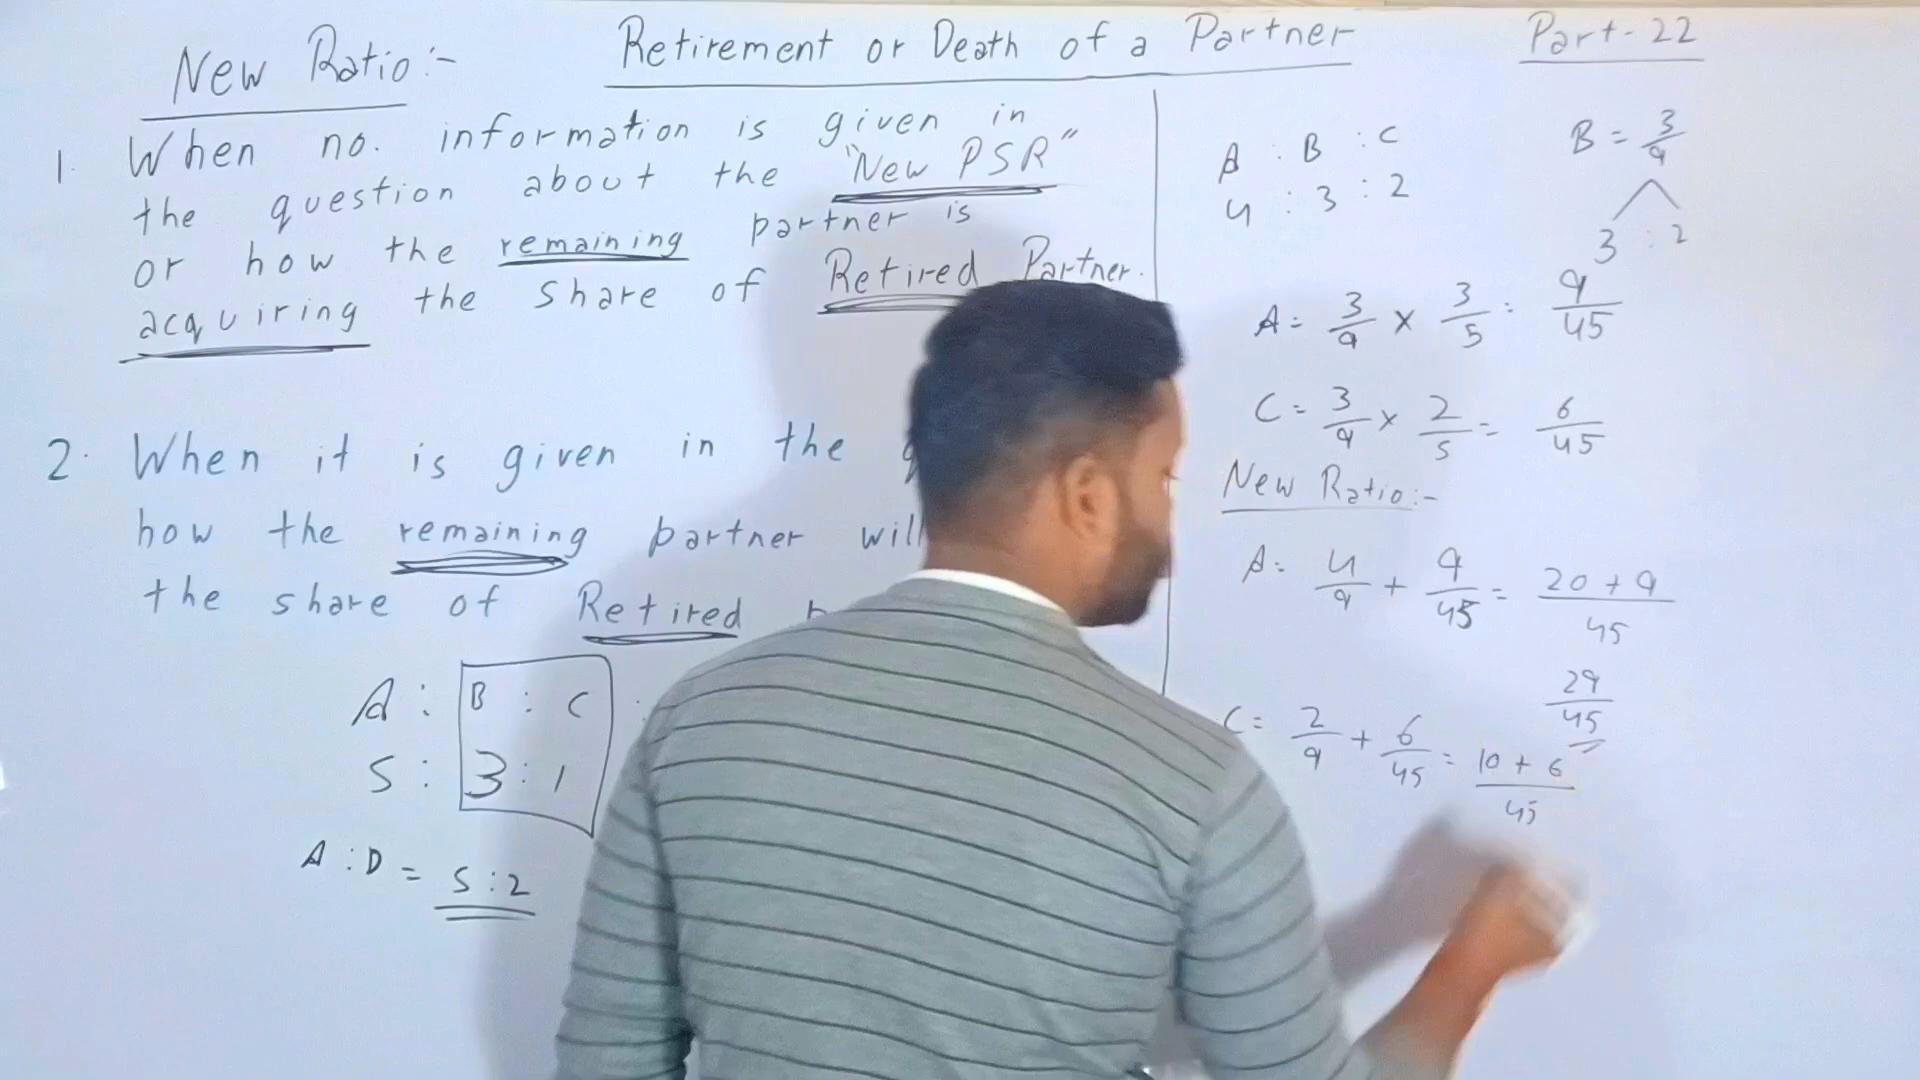 New Ratio:-
Retirement or Death of a Partner
Part-22
1. When no. information is given in
the question about the "New PSR"
or how the remaining partner is
acquiring the share of Retired Partner.
2. When it is given in the
how the remaining partner will
the share of Retired
A : B : C :
5 : 3 : 1
A : D = 5 : 2
A : B : C
4 : 3 : 2
B = 3/9
3 : 2
A = 3/9 x 3/5 = 9/45
C = 3/9 x 2/5 = 6/45
New Ratio:-
A = 4/9 + 9/45 = 20 + 9/45
29/45
C = 2/9 + 6/45 = 10 + 6/45